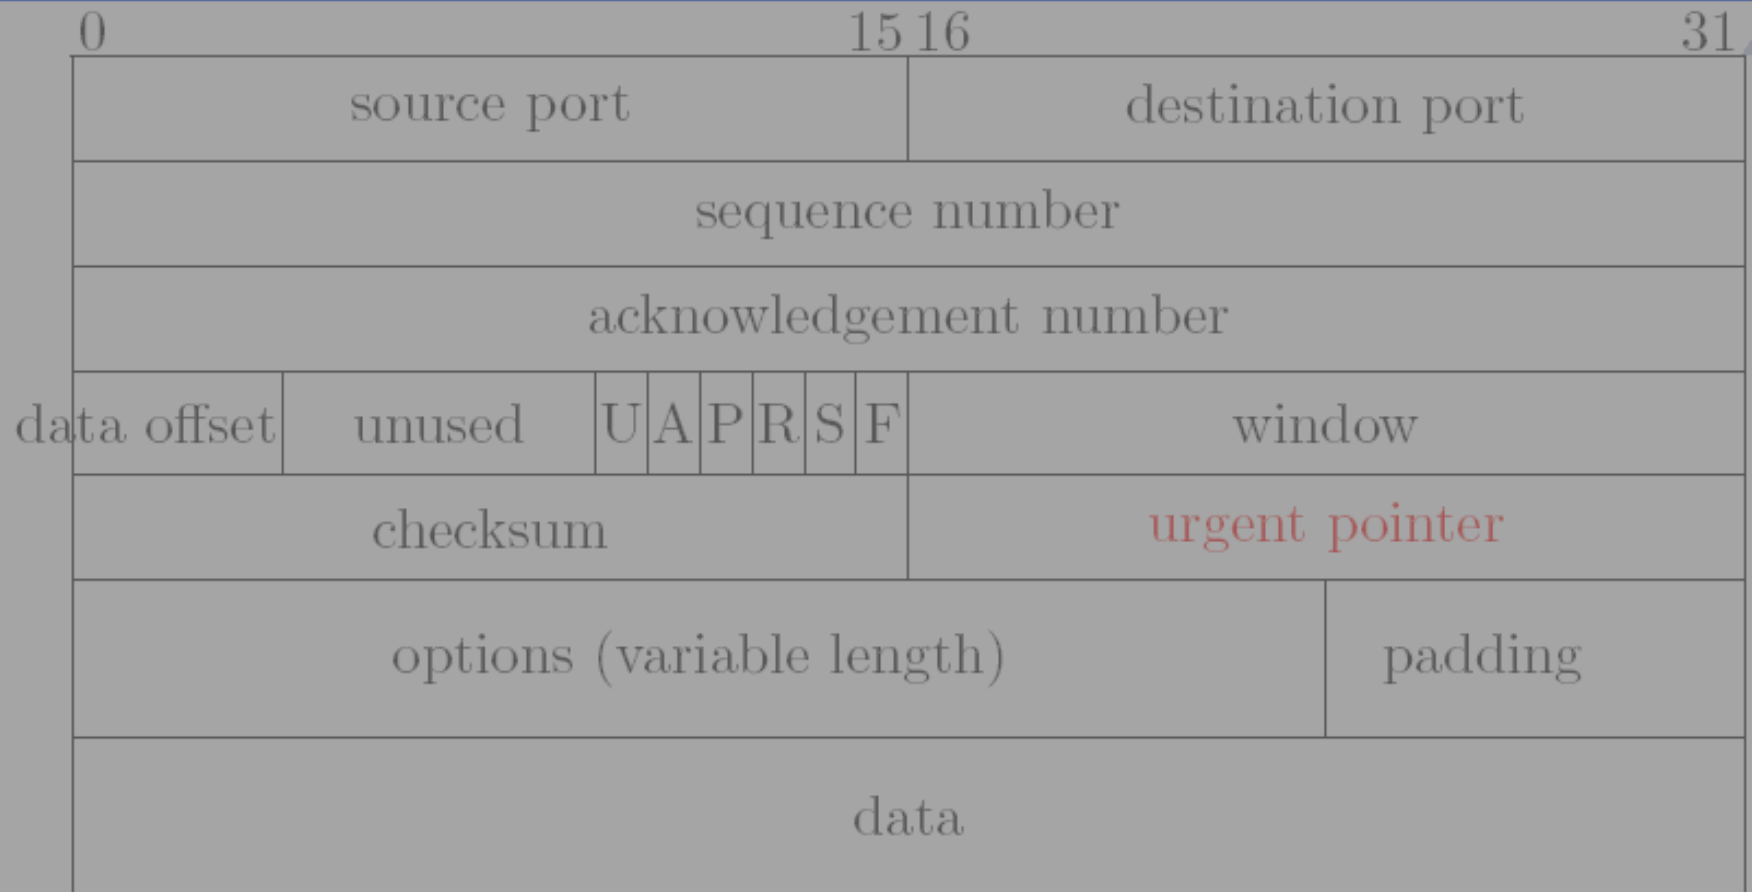 0 15 16 31
source port destination port
sequence number
acknowledgement number
data offset unused U A P R S F window
checksum urgent pointer
options (variable length) padding
data